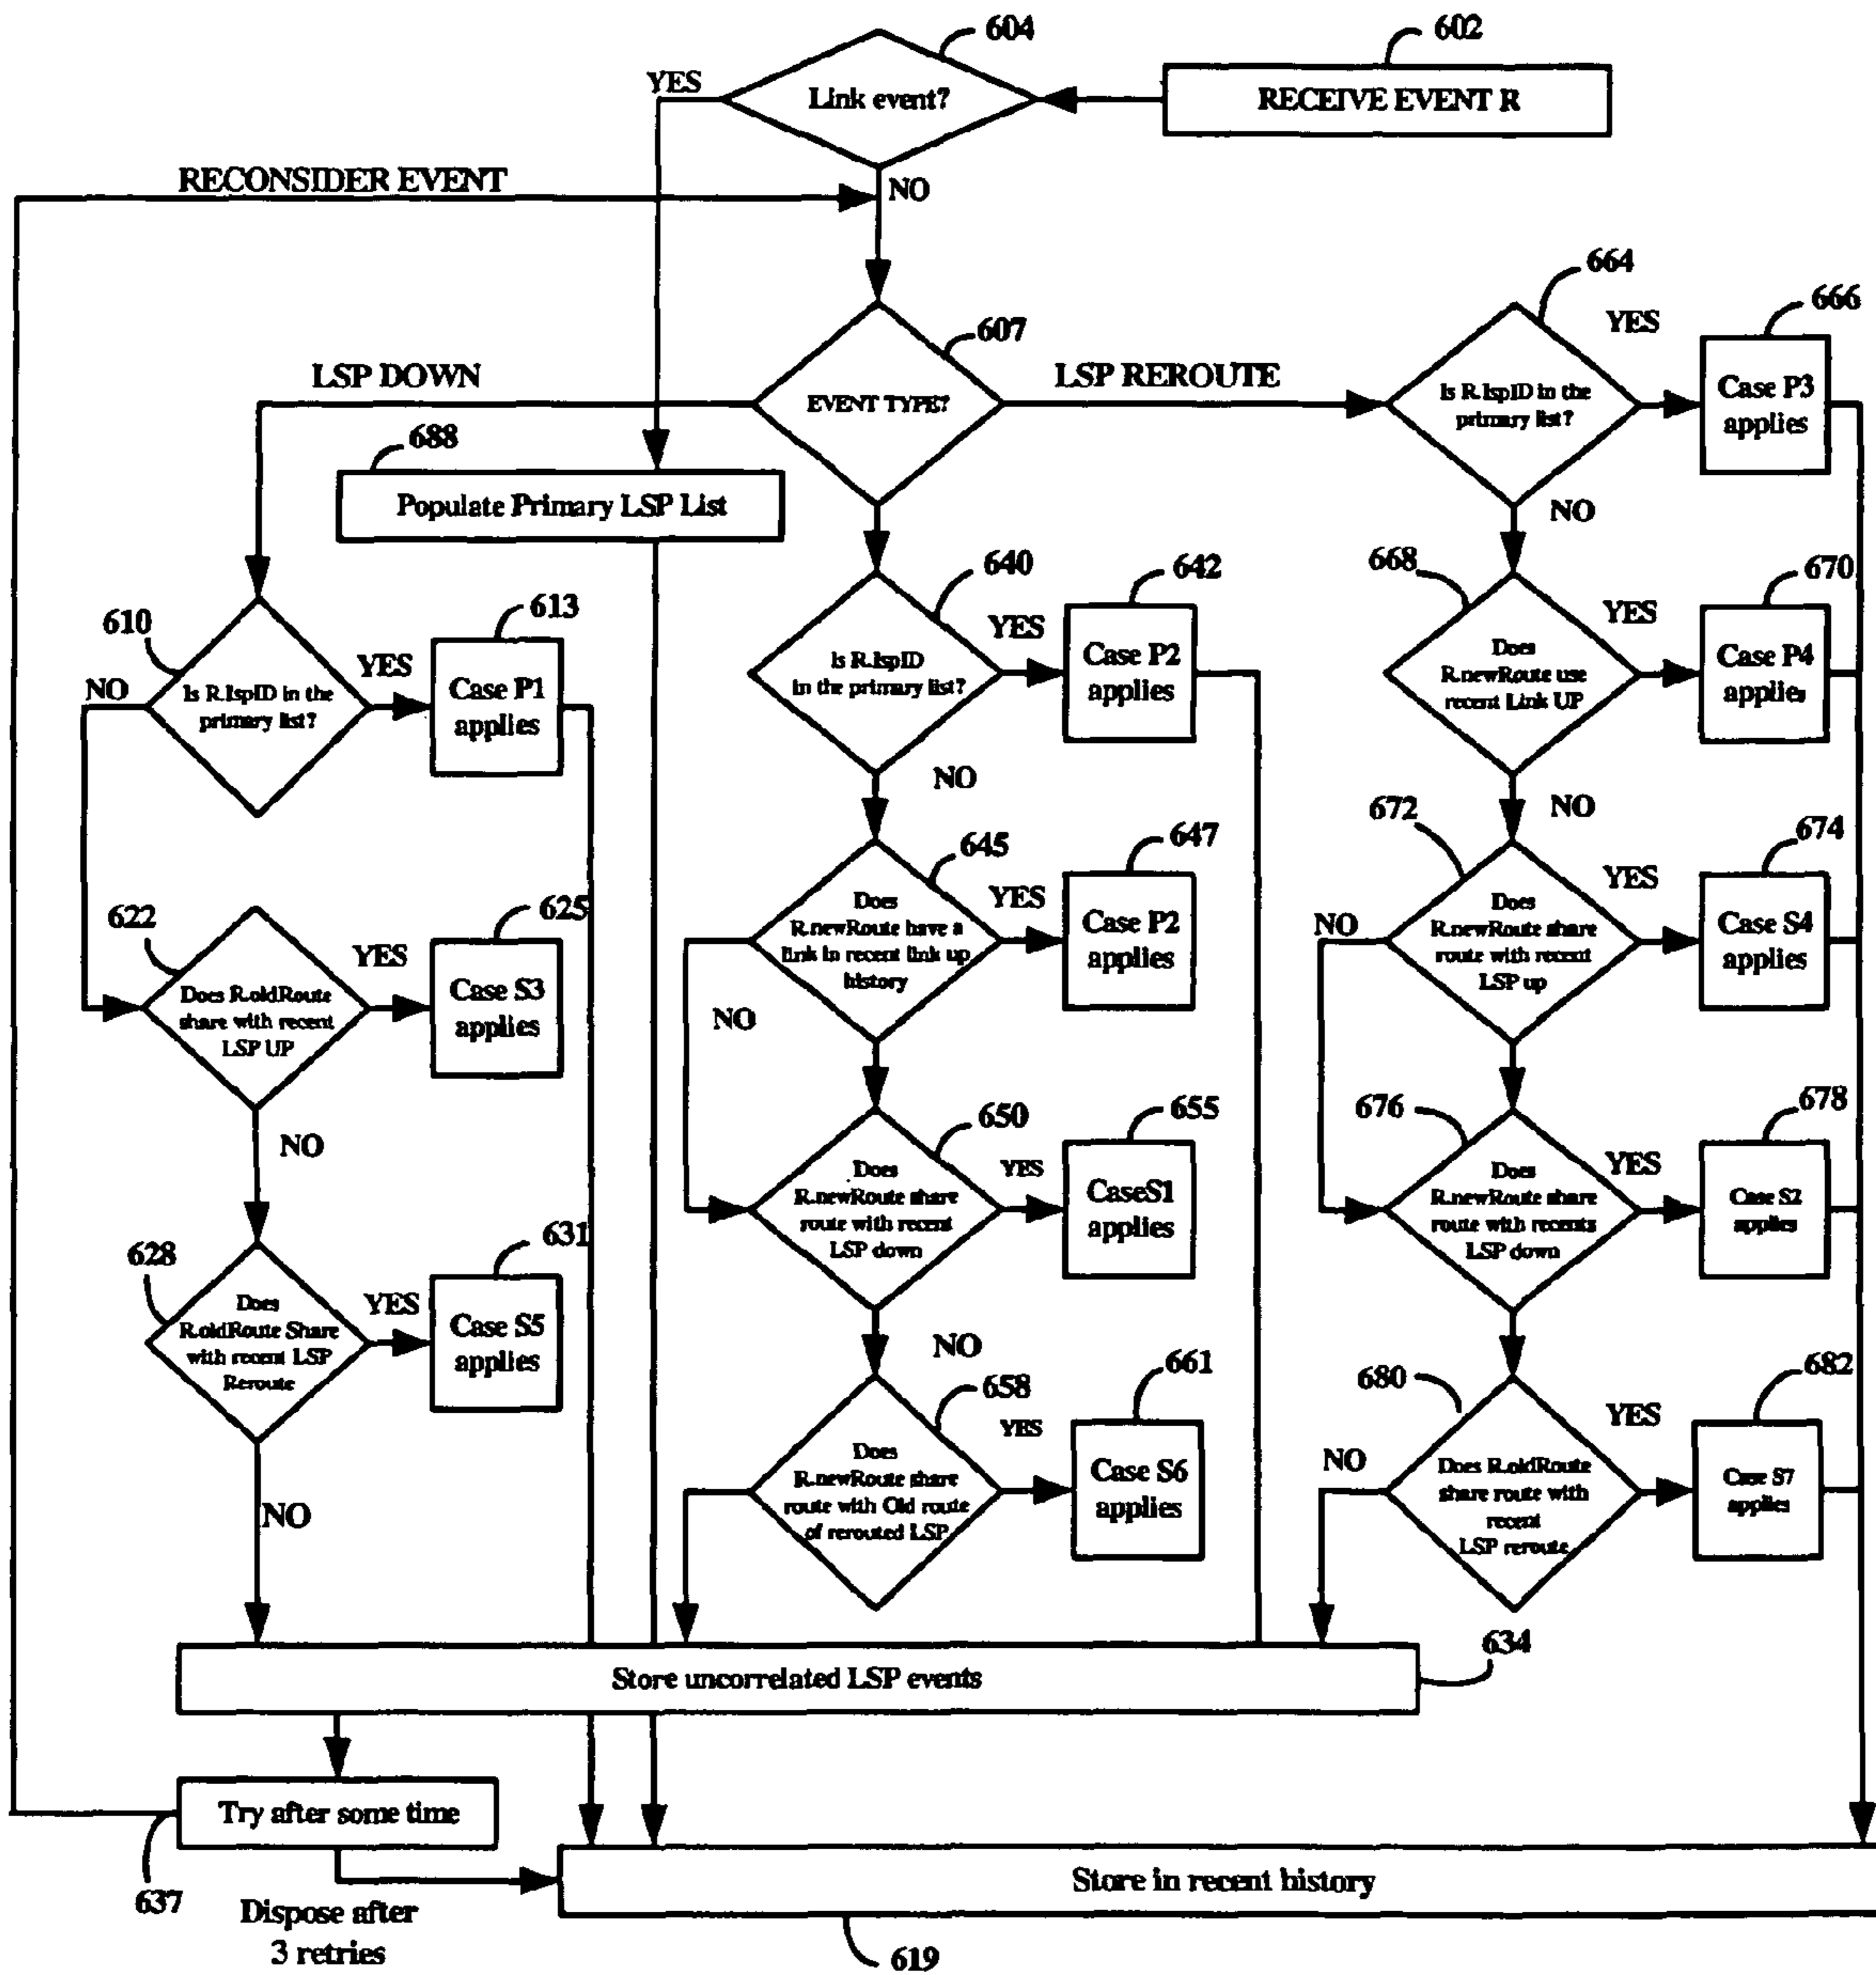 604
602
YES
Link event?
RECEIVE EVENT R
RECONSIDER EVENT
NO
664
666
YES
607
LSP DOWN
LSP REROUTE
EVENT TYPE?
Is R.lspID in the
primary list?
Case P3
applies
688
Populate Primary LSP List
NO
640
642
668
670
610
613
YES
YES
YES
NO
Is R.lspID in the
primary list?
Case P1
applies
Is R.lspID
in the primary list?
Case P2
applies
Does
R.newRoute use
recent Link UP
Case P4
applies
NO
NO
645
647
672
674
622
625
YES
YES
YES
Does R.oldRoute
share with recent
LSP UP
Case S3
applies
Does
R.newRoute have a
link in recent link up
history
Case P2
applies
NO
Does
R.newRoute share
route with recent
LSP up
Case S4
applies
NO
NO
650
655
676
678
YES
YES
Does
R.newRoute share
route with recent
LSP down
CaseS1
applies
Does
R.newRoute share
route with recents
LSP down
Case S2
applies
628
631
YES
Does
R.oldRoute Share
with recent LSP
Reroute
Case S5
applies
NO
658
661
680
682
YES
YES
NO
Does
R.newRoute share
route with Old route
of rerouted LSP
Case S6
applies
NO
Does R.oldRoute
share route with
recent
LSP reroute
Case S7
applies
634
Store uncorrelated LSP events
Try after some time
637
Dispose after
3 retries
Store in recent history
619